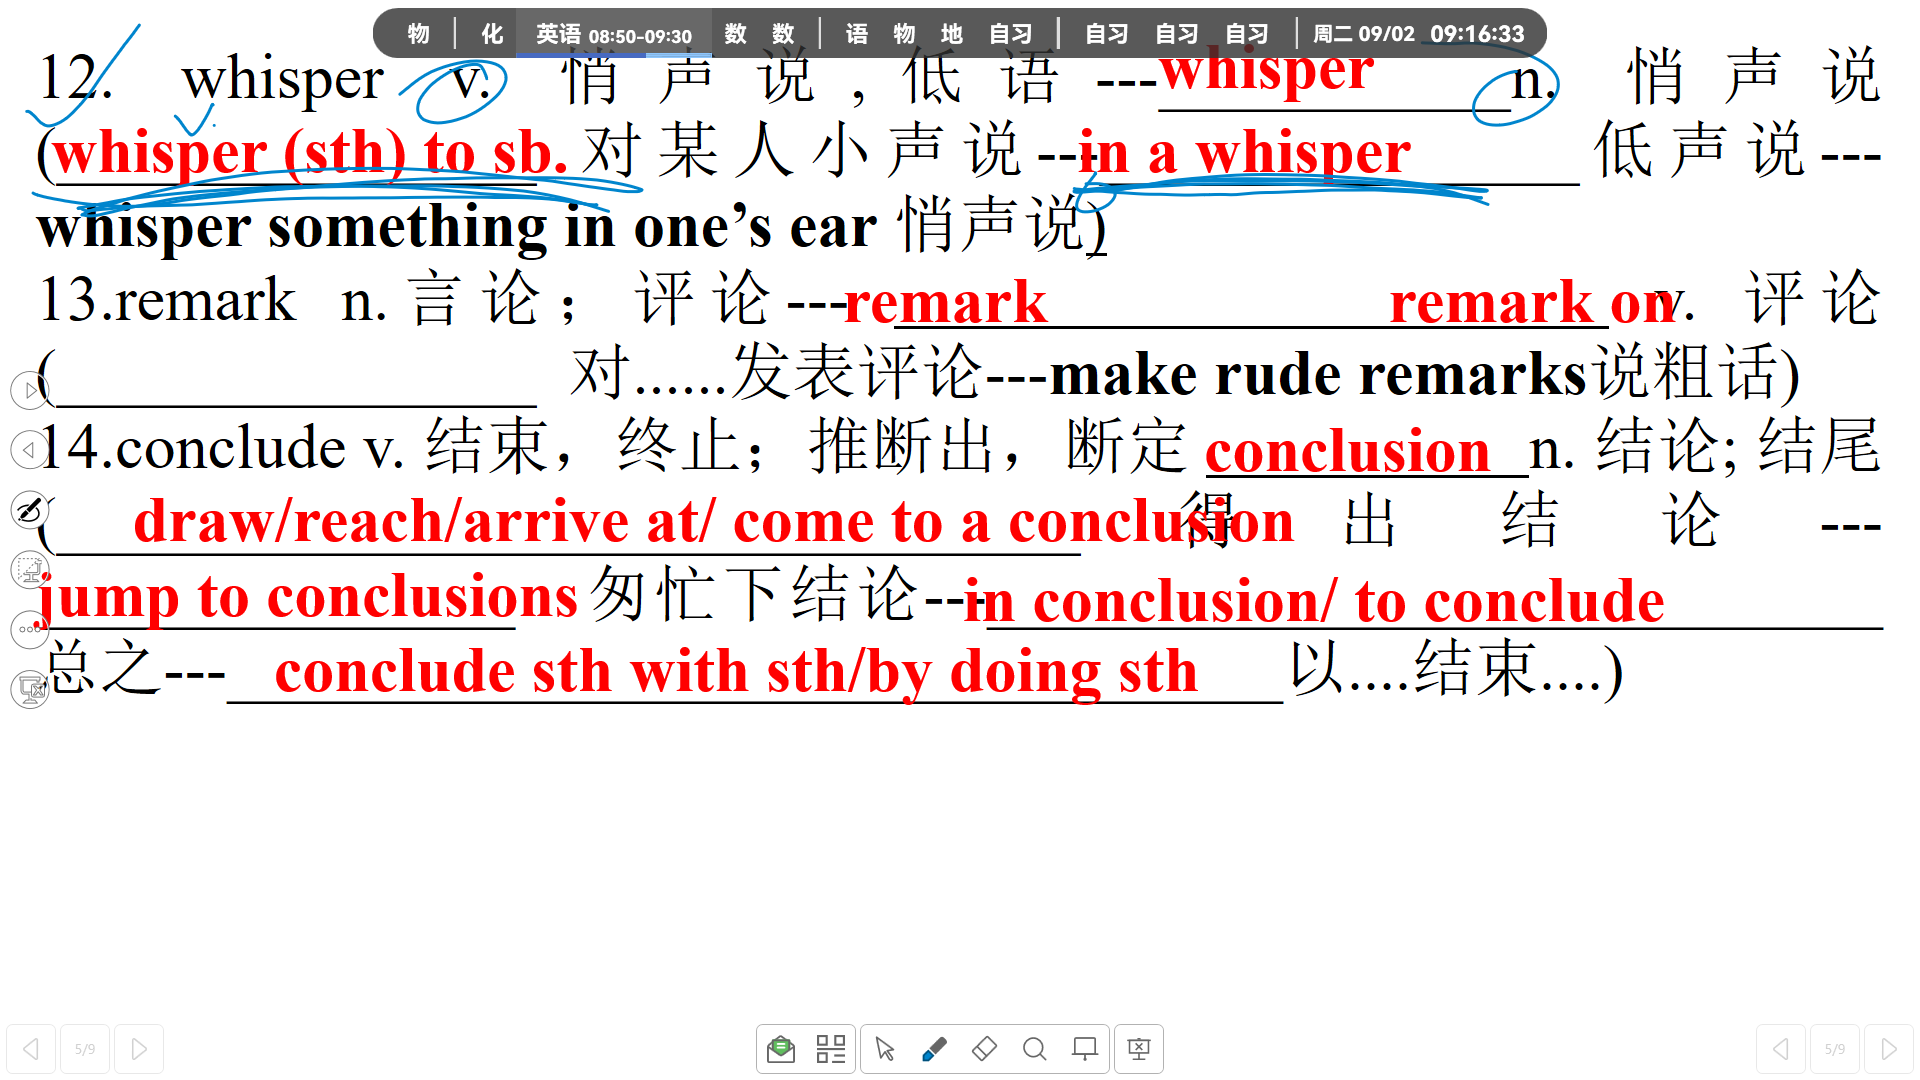 物 | 化 英语 08:50-09:30 数 数 | 语 物 地 自习 | 自习 自习 自习 | 周二 09/02 09:16:33
12. whisper v. 悄声说，低语 ---whisper n. 悄声说
(whisper (sth) to sb. 对某人小声说 ---in a whisper 低声说---
whisper something in one’s ear 悄声说)
13.remark n. 言论； 评论 ---remark remark on v. 评论
( 对......发表评论---make rude remarks说粗话)
14.conclude v. 结束，终止；推断出，断定 conclusion n. 结论; 结尾
( draw/reach/arrive at/ come to a conclusion 得出结论 ---
jump to conclusions 匆忙下结论---in conclusion/ to conclude
总之--- conclude sth with sth/by doing sth 以....结束....)
5/9 5/9